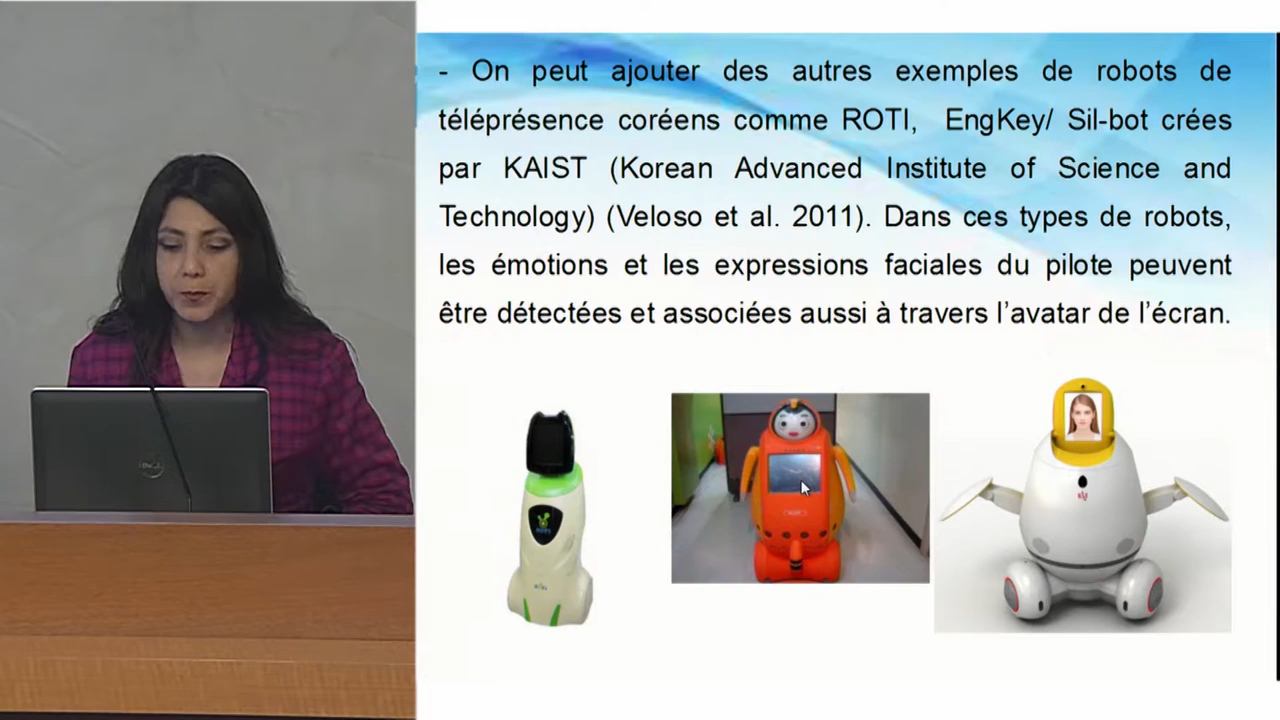 - On peut ajouter des autres exemples de robots de
téléprésence coréens comme ROTI, EngKey/ Sil-bot crées
par KAIST (Korean Advanced Institute of Science and
Technology) (Veloso et al. 2011). Dans ces types de robots,
les émotions et les expressions faciales du pilote peuvent
être détectées et associées aussi à travers l’avatar de l’écran.
DELL